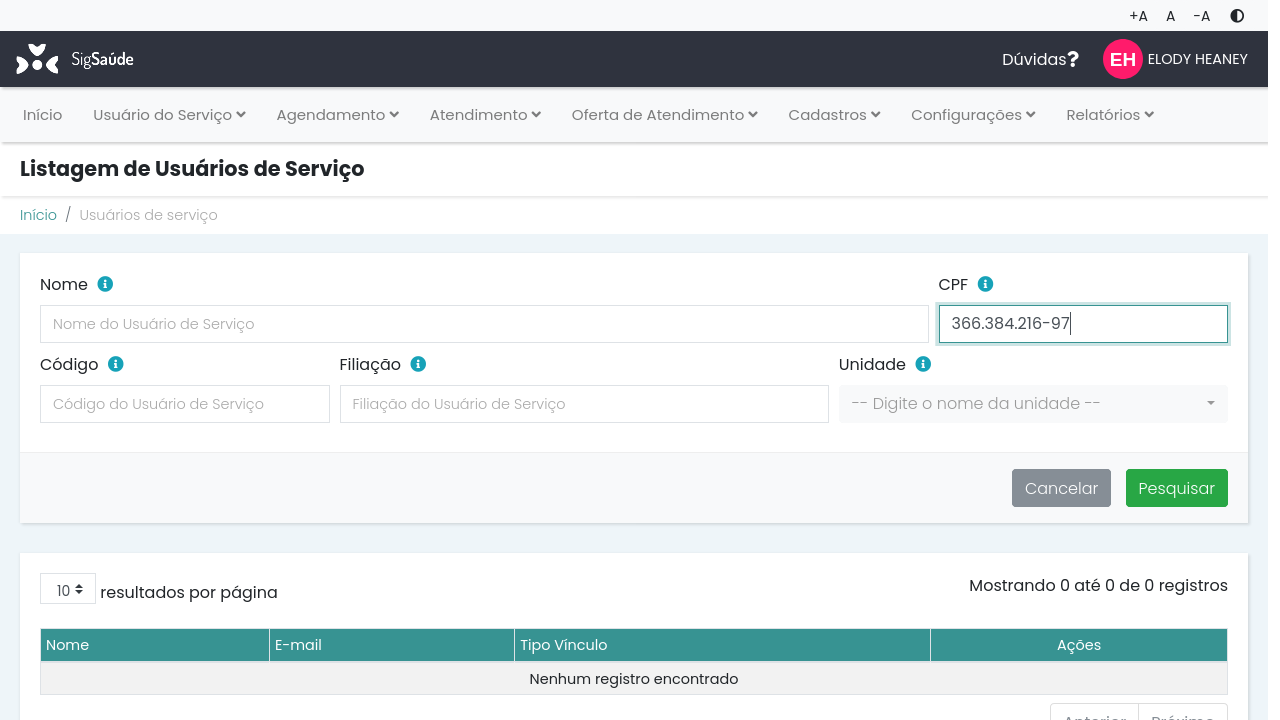 +A A -A
SigSaúde Dúvidas? EH ELODY HEANEY
Início Usuário do Serviço Agendamento Atendimento Oferta de Atendimento Cadastros Configurações Relatórios
Listagem de Usuários de Serviço
Início / Usuários de serviço
Nome CPF
Nome do Usuário de Serviço 366.384.216-97
Código Filiação Unidade
Código do Usuário de Serviço Filiação do Usuário de Serviço -- Digite o nome da unidade --
Cancelar Pesquisar
10 resultados por página Mostrando 0 até 0 de 0 registros
Nome E-mail Tipo Vínculo Ações
Nenhum registro encontrado
Anterior Próximo